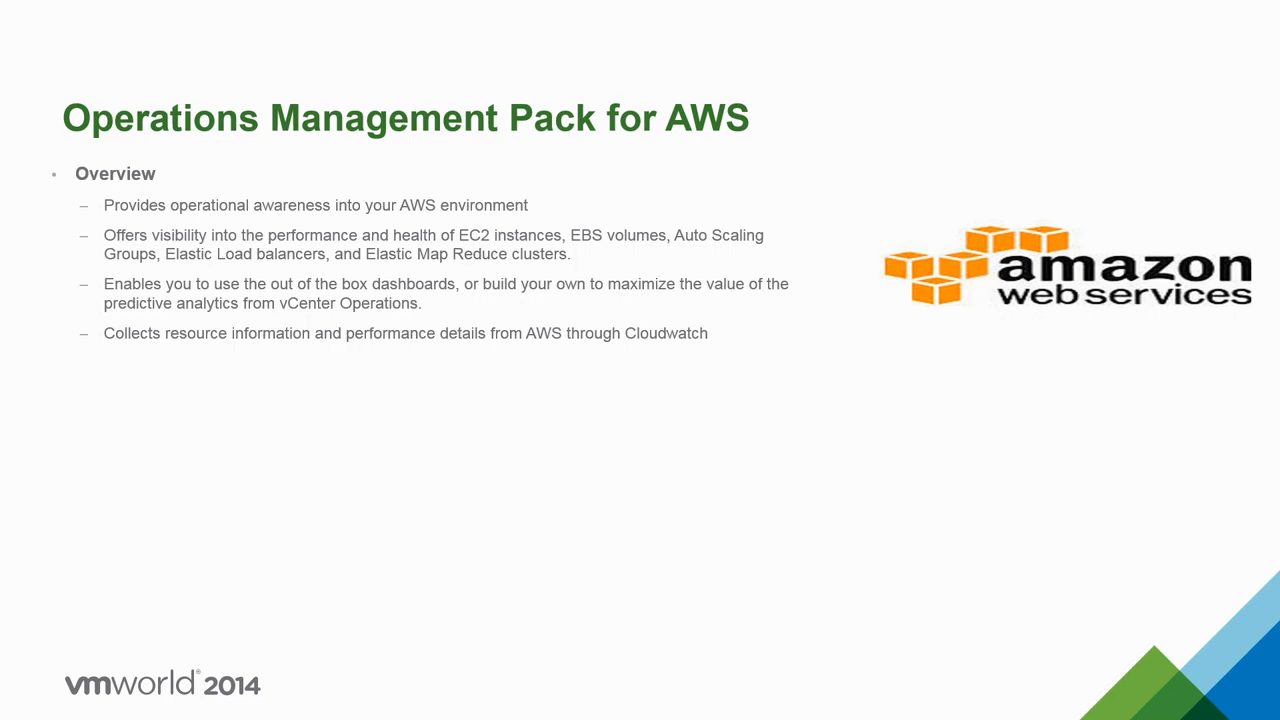 Operations Management Pack for AWS
• Overview
– Provides operational awareness into your AWS environment
– Offers visibility into the performance and health of EC2 instances, EBS volumes, Auto Scaling
Groups, Elastic Load balancers, and Elastic Map Reduce clusters.
– Enables you to use the out of the box dashboards, or build your own to maximize the value of the
predictive analytics from vCenter Operations.
– Collects resource information and performance details from AWS through Cloudwatch
amazon
web services
vmworld® 2014